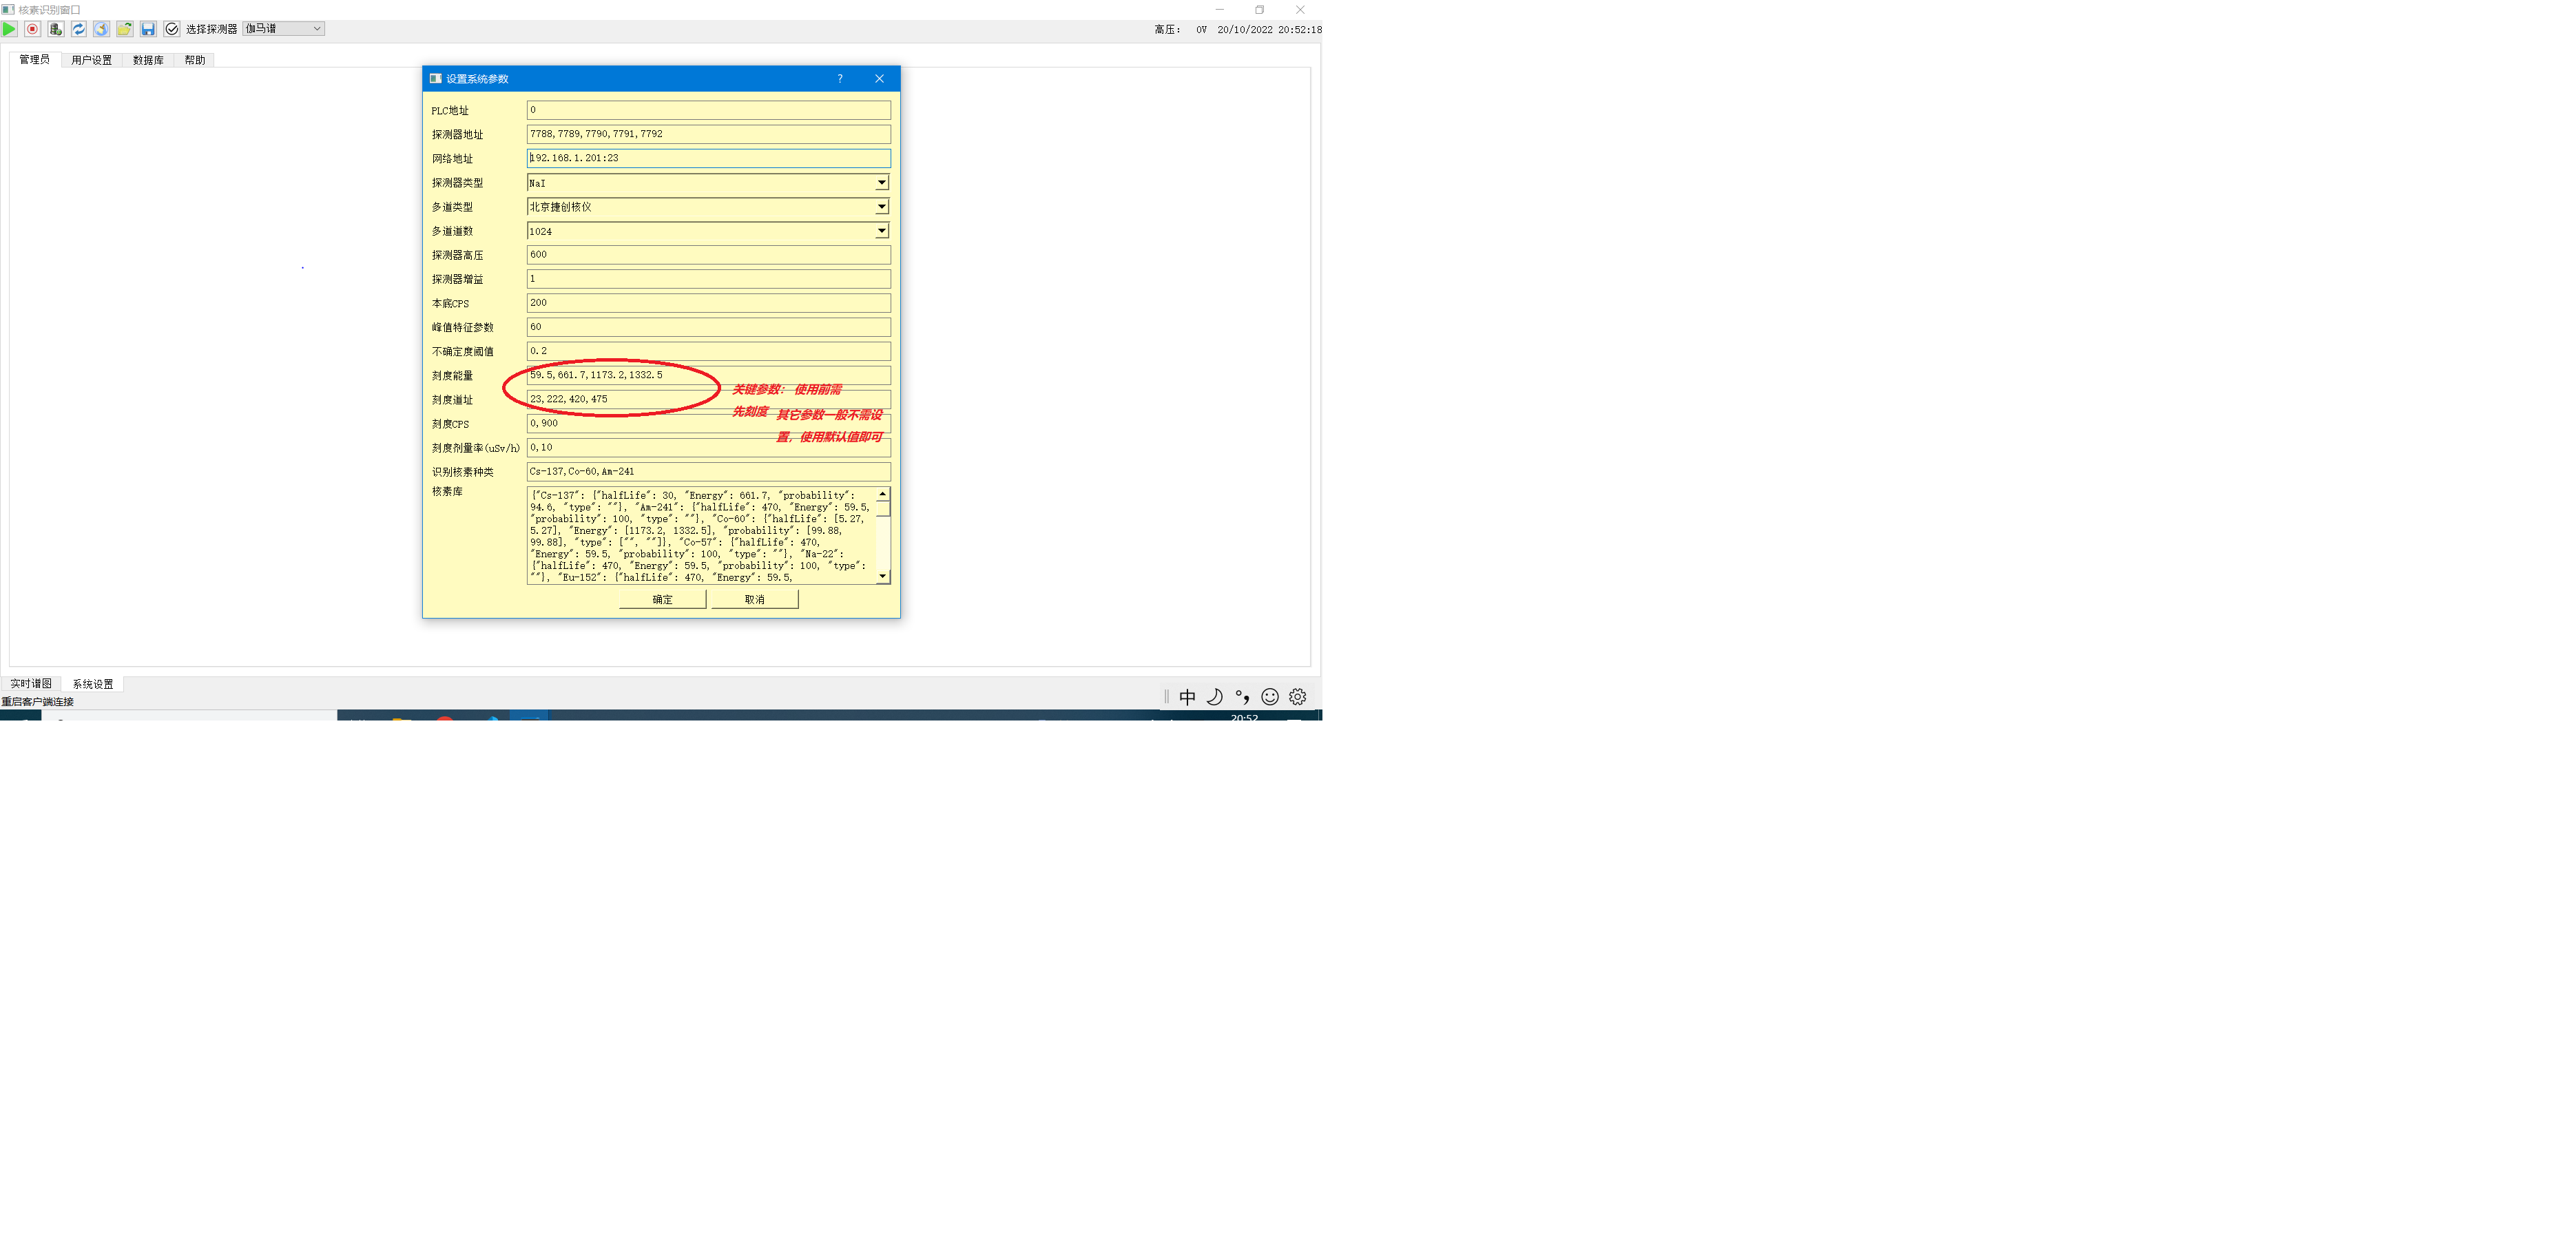 核素识别窗口
选择探测器 伽马谱 高压: 0V 20/10/2022 20:52:18
管理员 用户设置 数据库 帮助
设置系统参数 ?
PLC地址 0
探测器地址 7788,7789,7790,7791,7792
网络地址 192.168.1.201:23
探测器类型 NaI
多道类型 北京捷创核仪
多道道数 1024
探测器高压 600
探测器增益 1
本底CPS 200
峰值特征参数 60
不确定度阈值 0.2
刻度能量 59.5,661.7,1173.2,1332.5
关键参数: 使用前需
刻度道址 23,222,420,475
先刻度 其它参数一般不需设
刻度CPS 0,900
置，使用默认值即可
刻度剂量率(uSv/h) 0,10
识别核素种类 Cs-137,Co-60,Am-241
核素库 {"Cs-137": {"halfLife": 30, "Energy": 661.7, "probability":
94.6, "type": ""}, "Am-241": {"halfLife": 470, "Energy": 59.5,
"probability": 100, "type": ""}, "Co-60": {"halfLife": [5.27,
5.27], "Energy": [1173.2, 1332.5], "probability": [99.88,
99.88], "type": ["", ""]}, "Co-57": {"halfLife": 470,
"Energy": 59.5, "probability": 100, "type": ""}, "Na-22":
{"halfLife": 470, "Energy": 59.5, "probability": 100, "type":
""}, "Eu-152": {"halfLife": 470, "Energy": 59.5,
确定 取消
实时谱图 系统设置
重启客户端连接
中
20:52